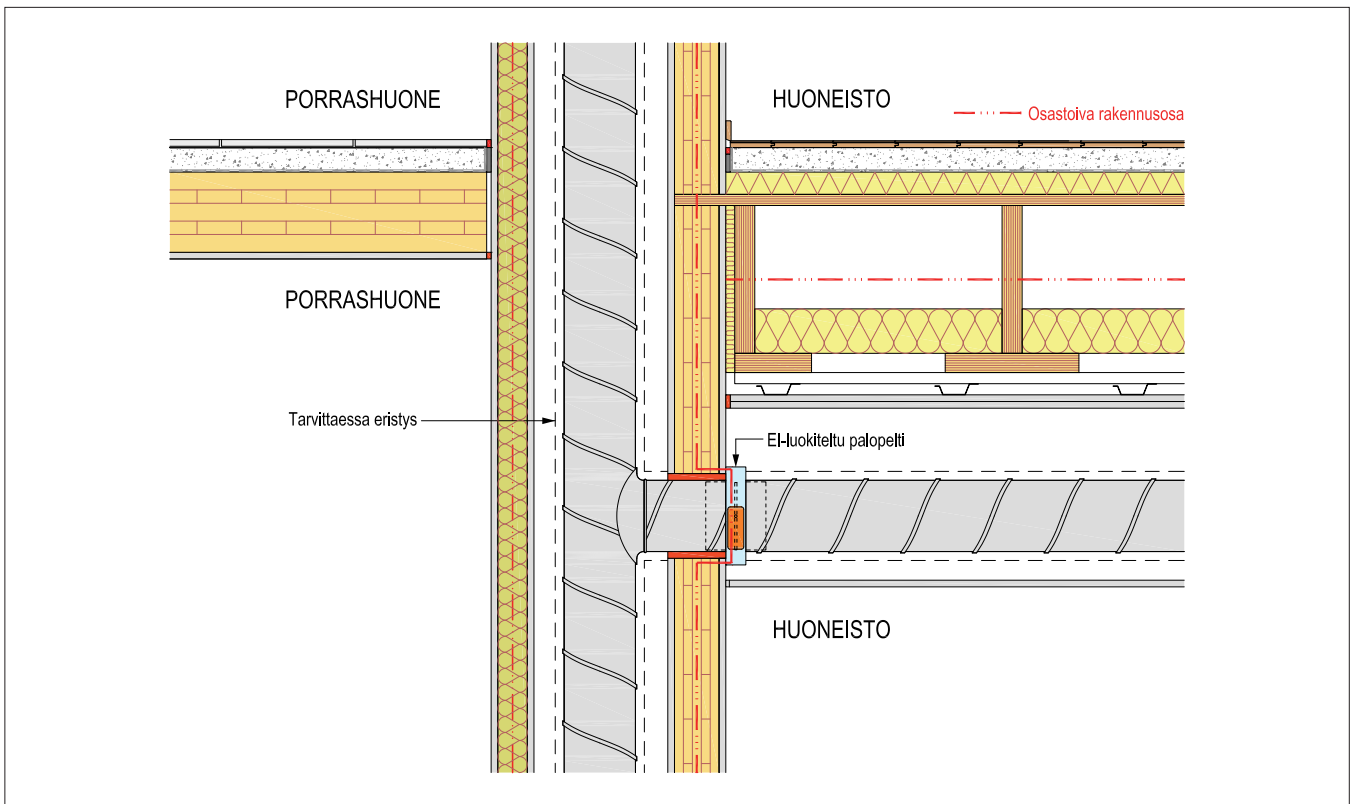 PORRASHUONE
HUONEISTO
Osastoiva rakennusosa
PORRASHUONE
Tarvittaessa eristys
EI-luokiteltu palopelti
HUONEISTO